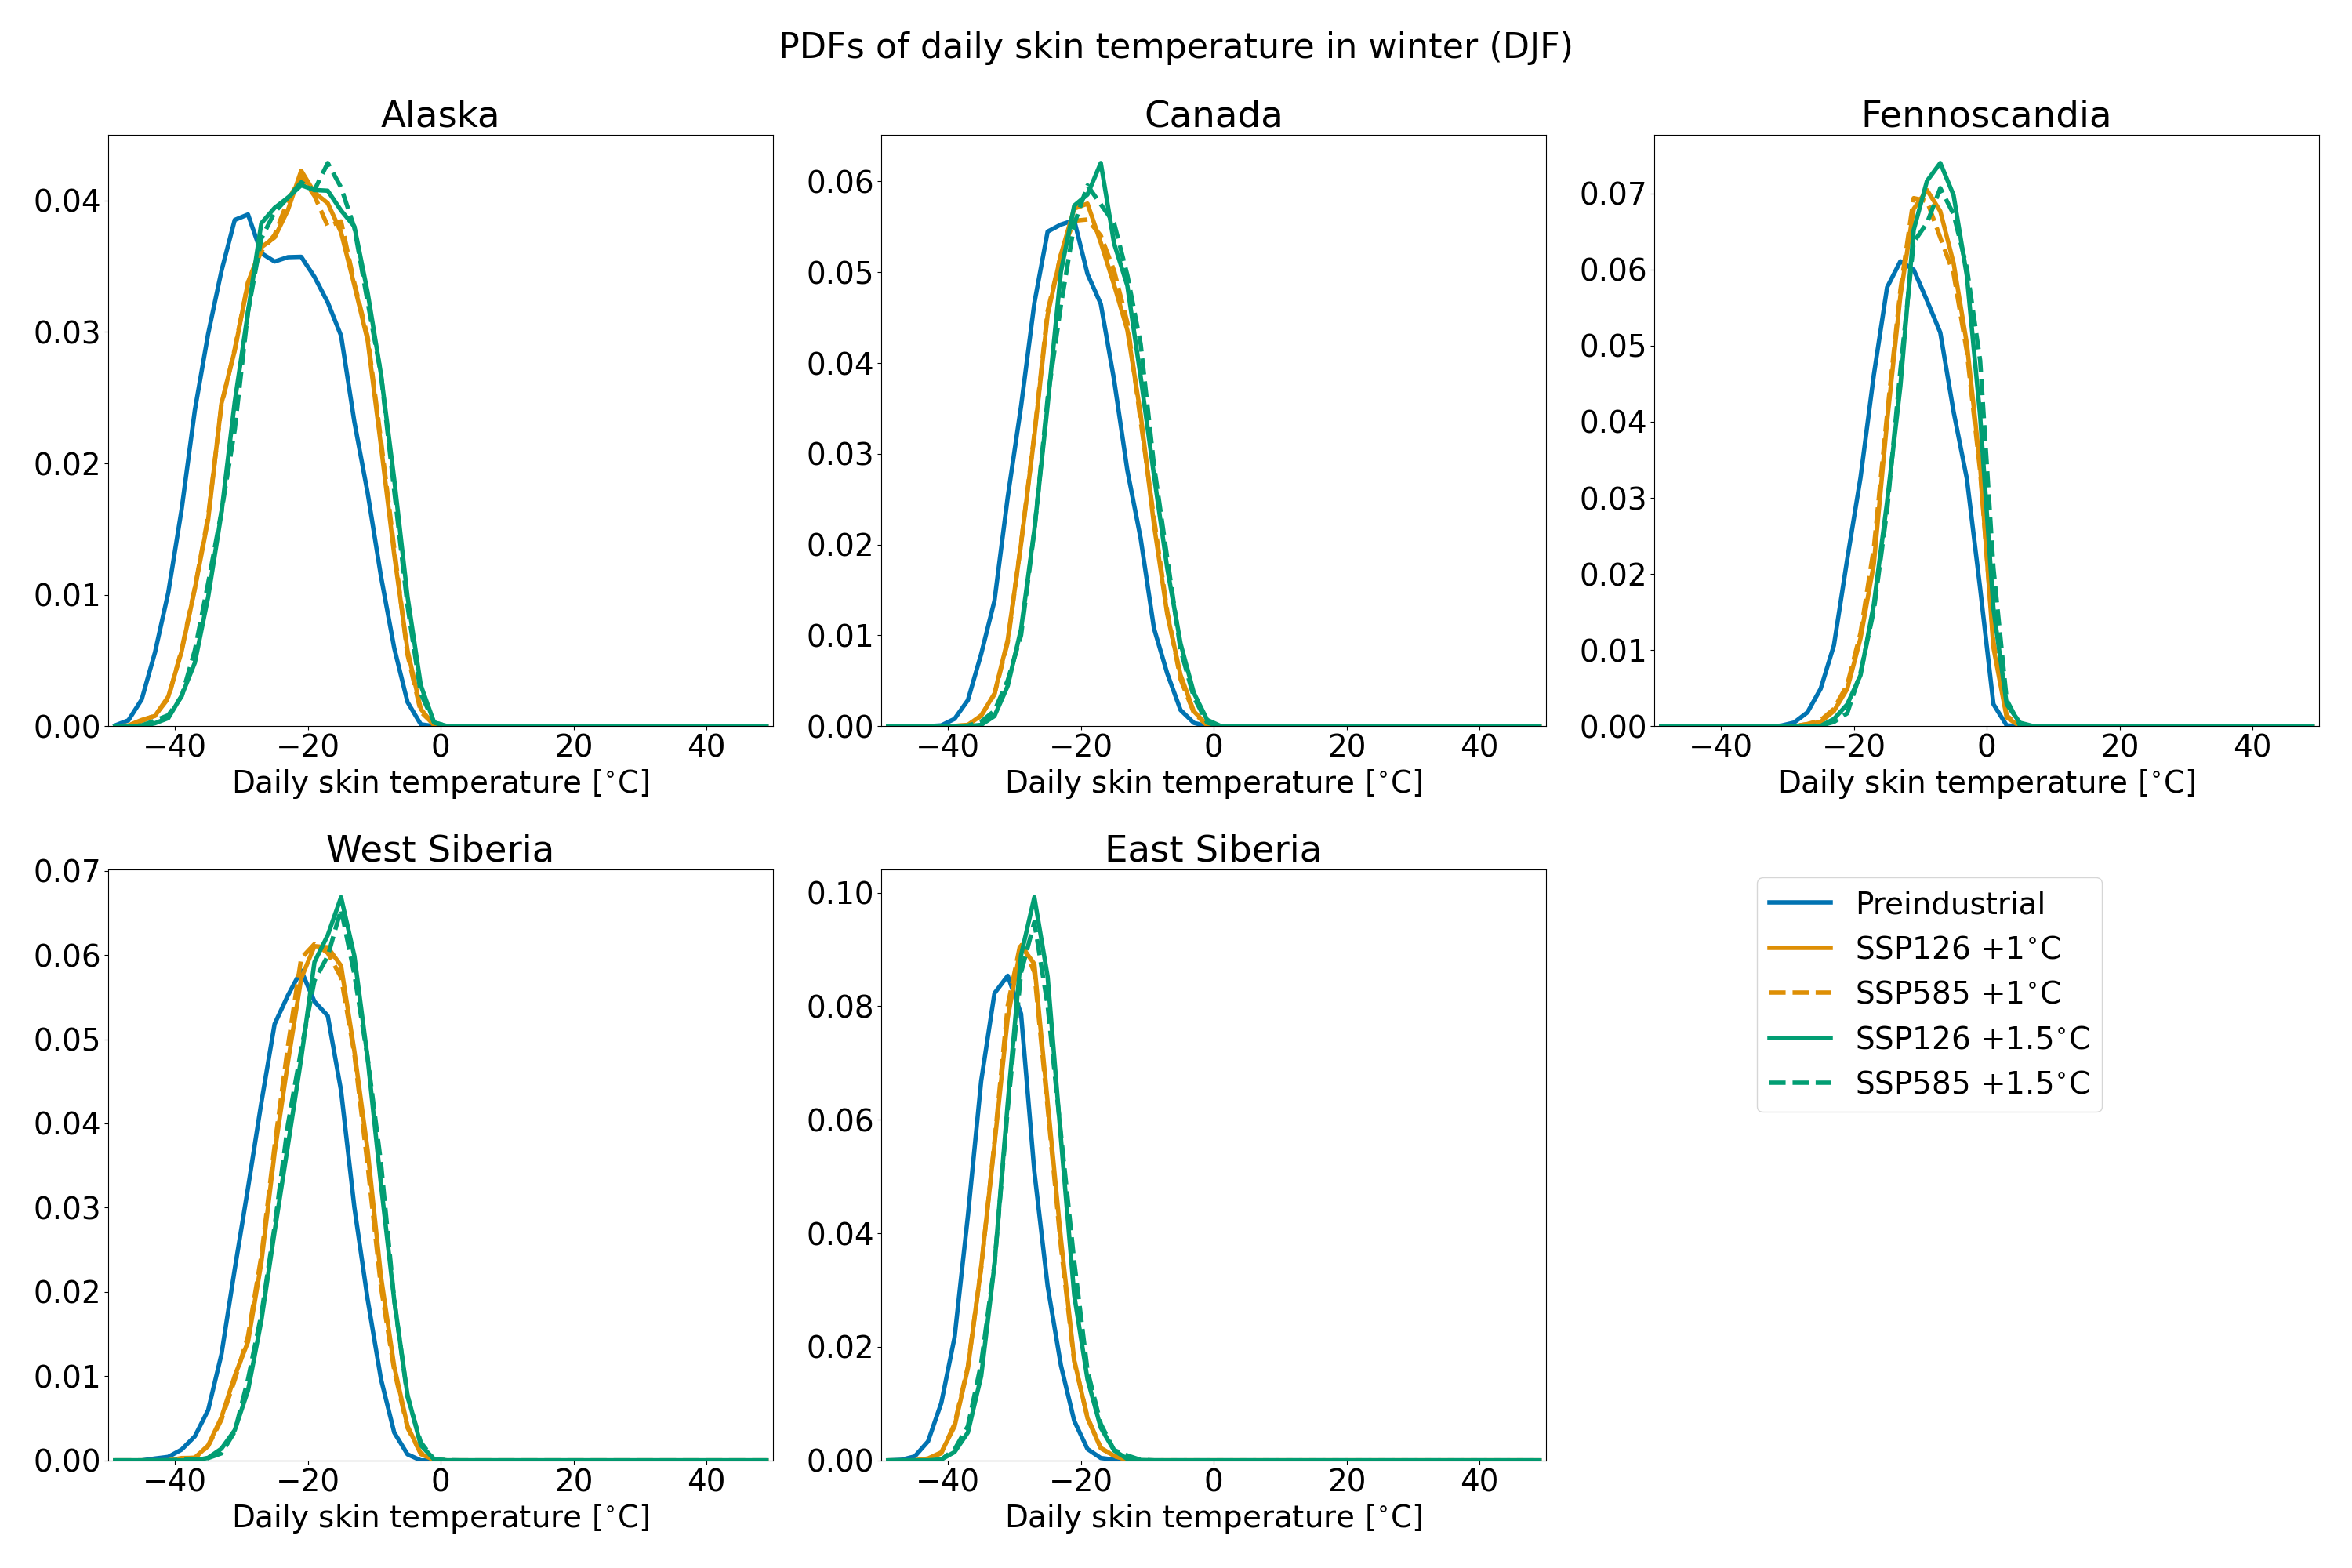 PDFs of daily skin temperature in winter (DJF)
Alaska
0.04
0.03
0.02
0.01
0.00
−40 −20 0 20 40
Daily skin temperature [°C]
Canada
0.06
0.05
0.04
0.03
0.02
0.01
0.00
−40 −20 0 20 40
Daily skin temperature [°C]
Fennoscandia
0.07
0.06
0.05
0.04
0.03
0.02
0.01
0.00
−40 −20 0 20 40
Daily skin temperature [°C]
West Siberia
0.07
0.06
0.05
0.04
0.03
0.02
0.01
0.00
−40 −20 0 20 40
Daily skin temperature [°C]
East Siberia
0.10
0.08
0.06
0.04
0.02
0.00
−40 −20 0 20 40
Daily skin temperature [°C]
Preindustrial
SSP126 +1°C
SSP585 +1°C
SSP126 +1.5°C
SSP585 +1.5°C